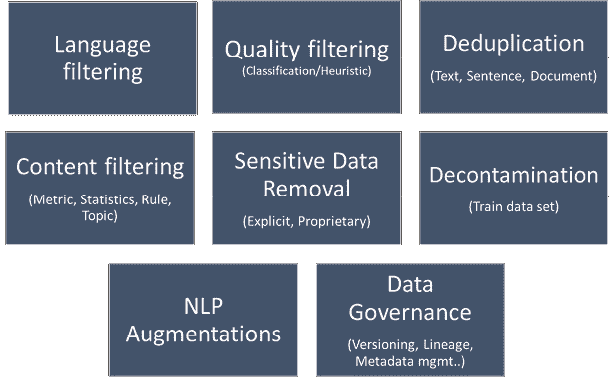 Language
filtering
Quality filtering
(Classification/Heuristic)
Deduplication
(Text, Sentence, Document)
Content filtering
(Metric, Statistics, Rule,
Topic)
Sensitive Data
Removal
(Explicit, Proprietary)
Decontamination
(Train data set)
NLP
Augmentations
Data
Governance
(Versioning, Lineage,
Metadata mgmt..)